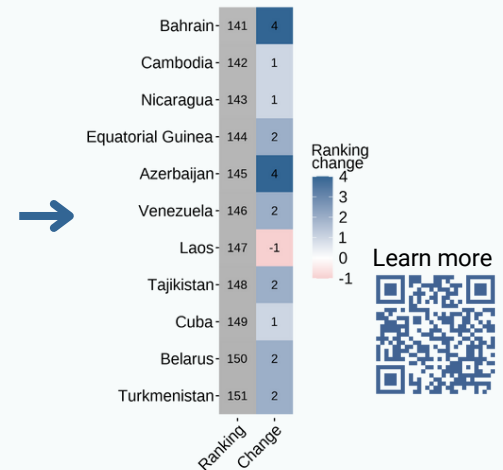 Bahrain 141 4
Cambodia 142 1
Nicaragua 143 1
Equatorial Guinea 144 2
Azerbaijan 145 4
Venezuela 146 2
Laos 147 -1
Tajikistan 148 2
Cuba 149 1
Belarus 150 2
Turkmenistan 151 2
Ranking Change
Ranking
change
4
3
2
1
0
-1
Learn more